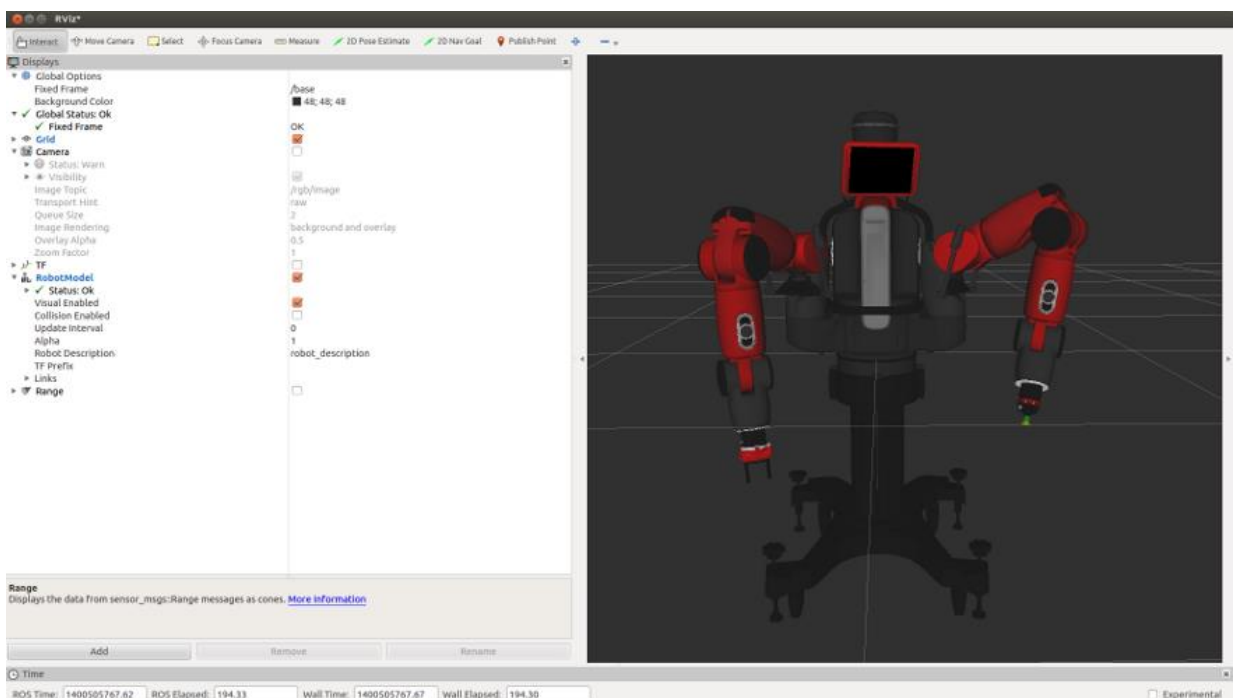 RViz*
Interact Move Camera Select Focus Camera Measure 2D Pose Estimate 2D Nav Goal Publish Point
Displays
Global Options
Fixed Frame /base
Background Color 48; 48; 48
Global Status: Ok
Fixed Frame OK
Grid
Camera
Status: Warn
Visibility
Image Topic /rgb/image
Transport Hint raw
Queue Size 2
Image Rendering background and overlay
Overlay Alpha 0.5
Zoom Factor 1
TF
RobotModel
Status: Ok
Visual Enabled
Collision Enabled
Update Interval 0
Alpha 1
Robot Description robot_description
TF Prefix
Links
Range
Range
Displays the data from sensor_msgs::Range messages as cones. More Information
Add Remove Rename
Time
ROS Time: 1400505767.62 ROS Elapsed: 194.33 Wall Time: 1400505767.67 Wall Elapsed: 194.30 Experimental